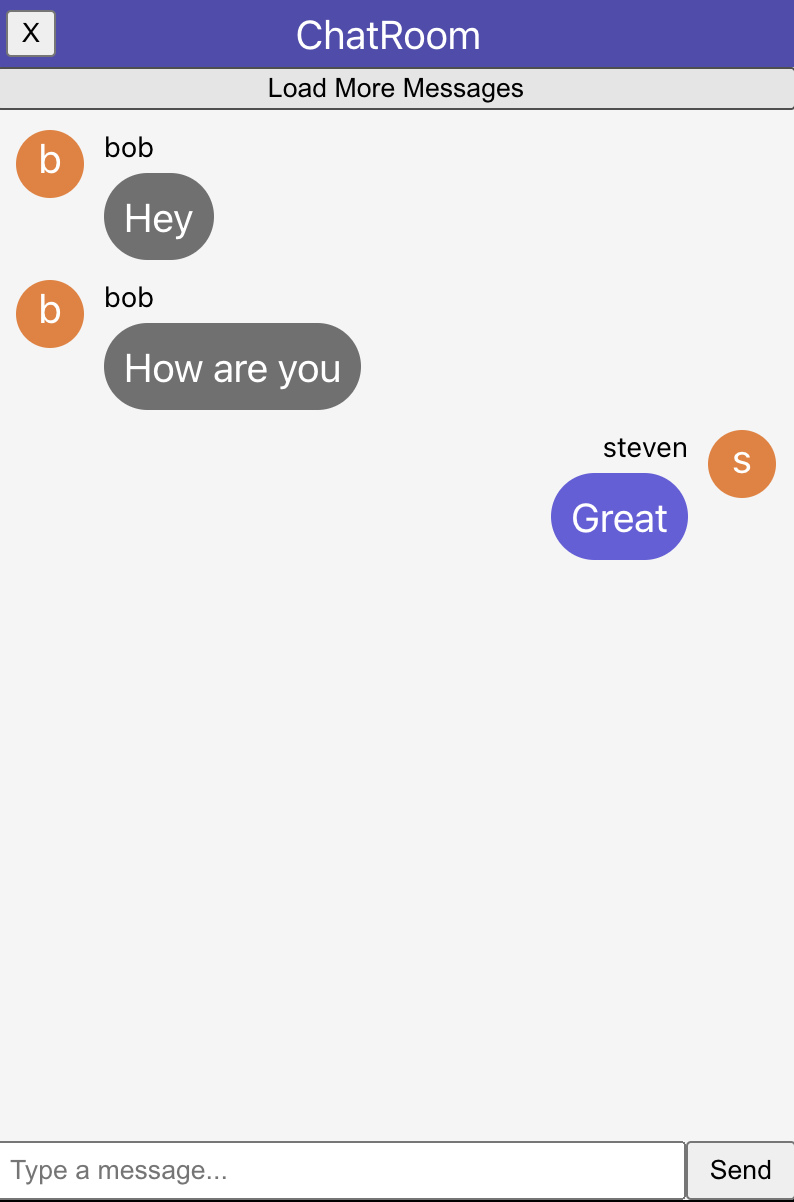 X
ChatRoom
Load More Messages
b
bob
Hey
b
bob
How are you
steven
s
Great
Type a message...
Send